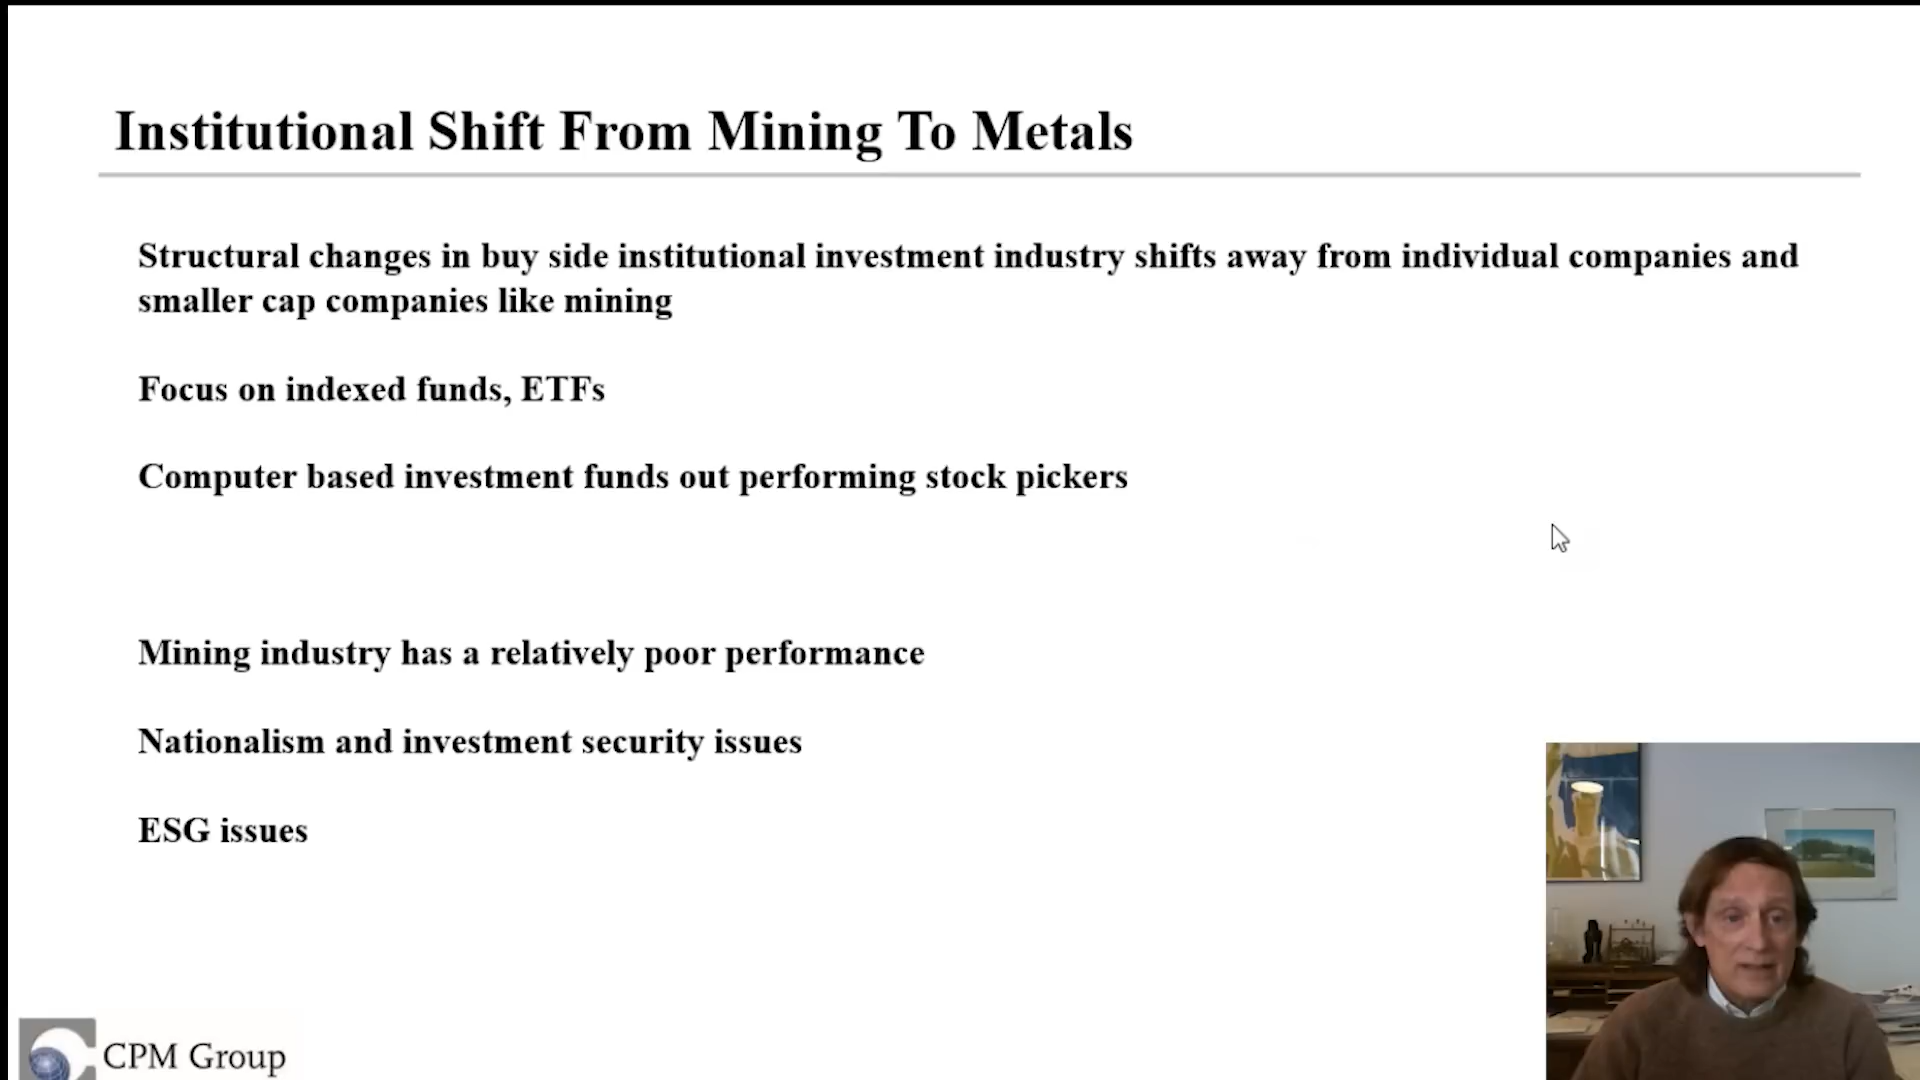 Institutional Shift From Mining To Metals
Structural changes in buy side institutional investment industry shifts away from individual companies and
smaller cap companies like mining
Focus on indexed funds, ETFs
Computer based investment funds out performing stock pickers
Mining industry has a relatively poor performance
Nationalism and investment security issues
ESG issues
CPM Group